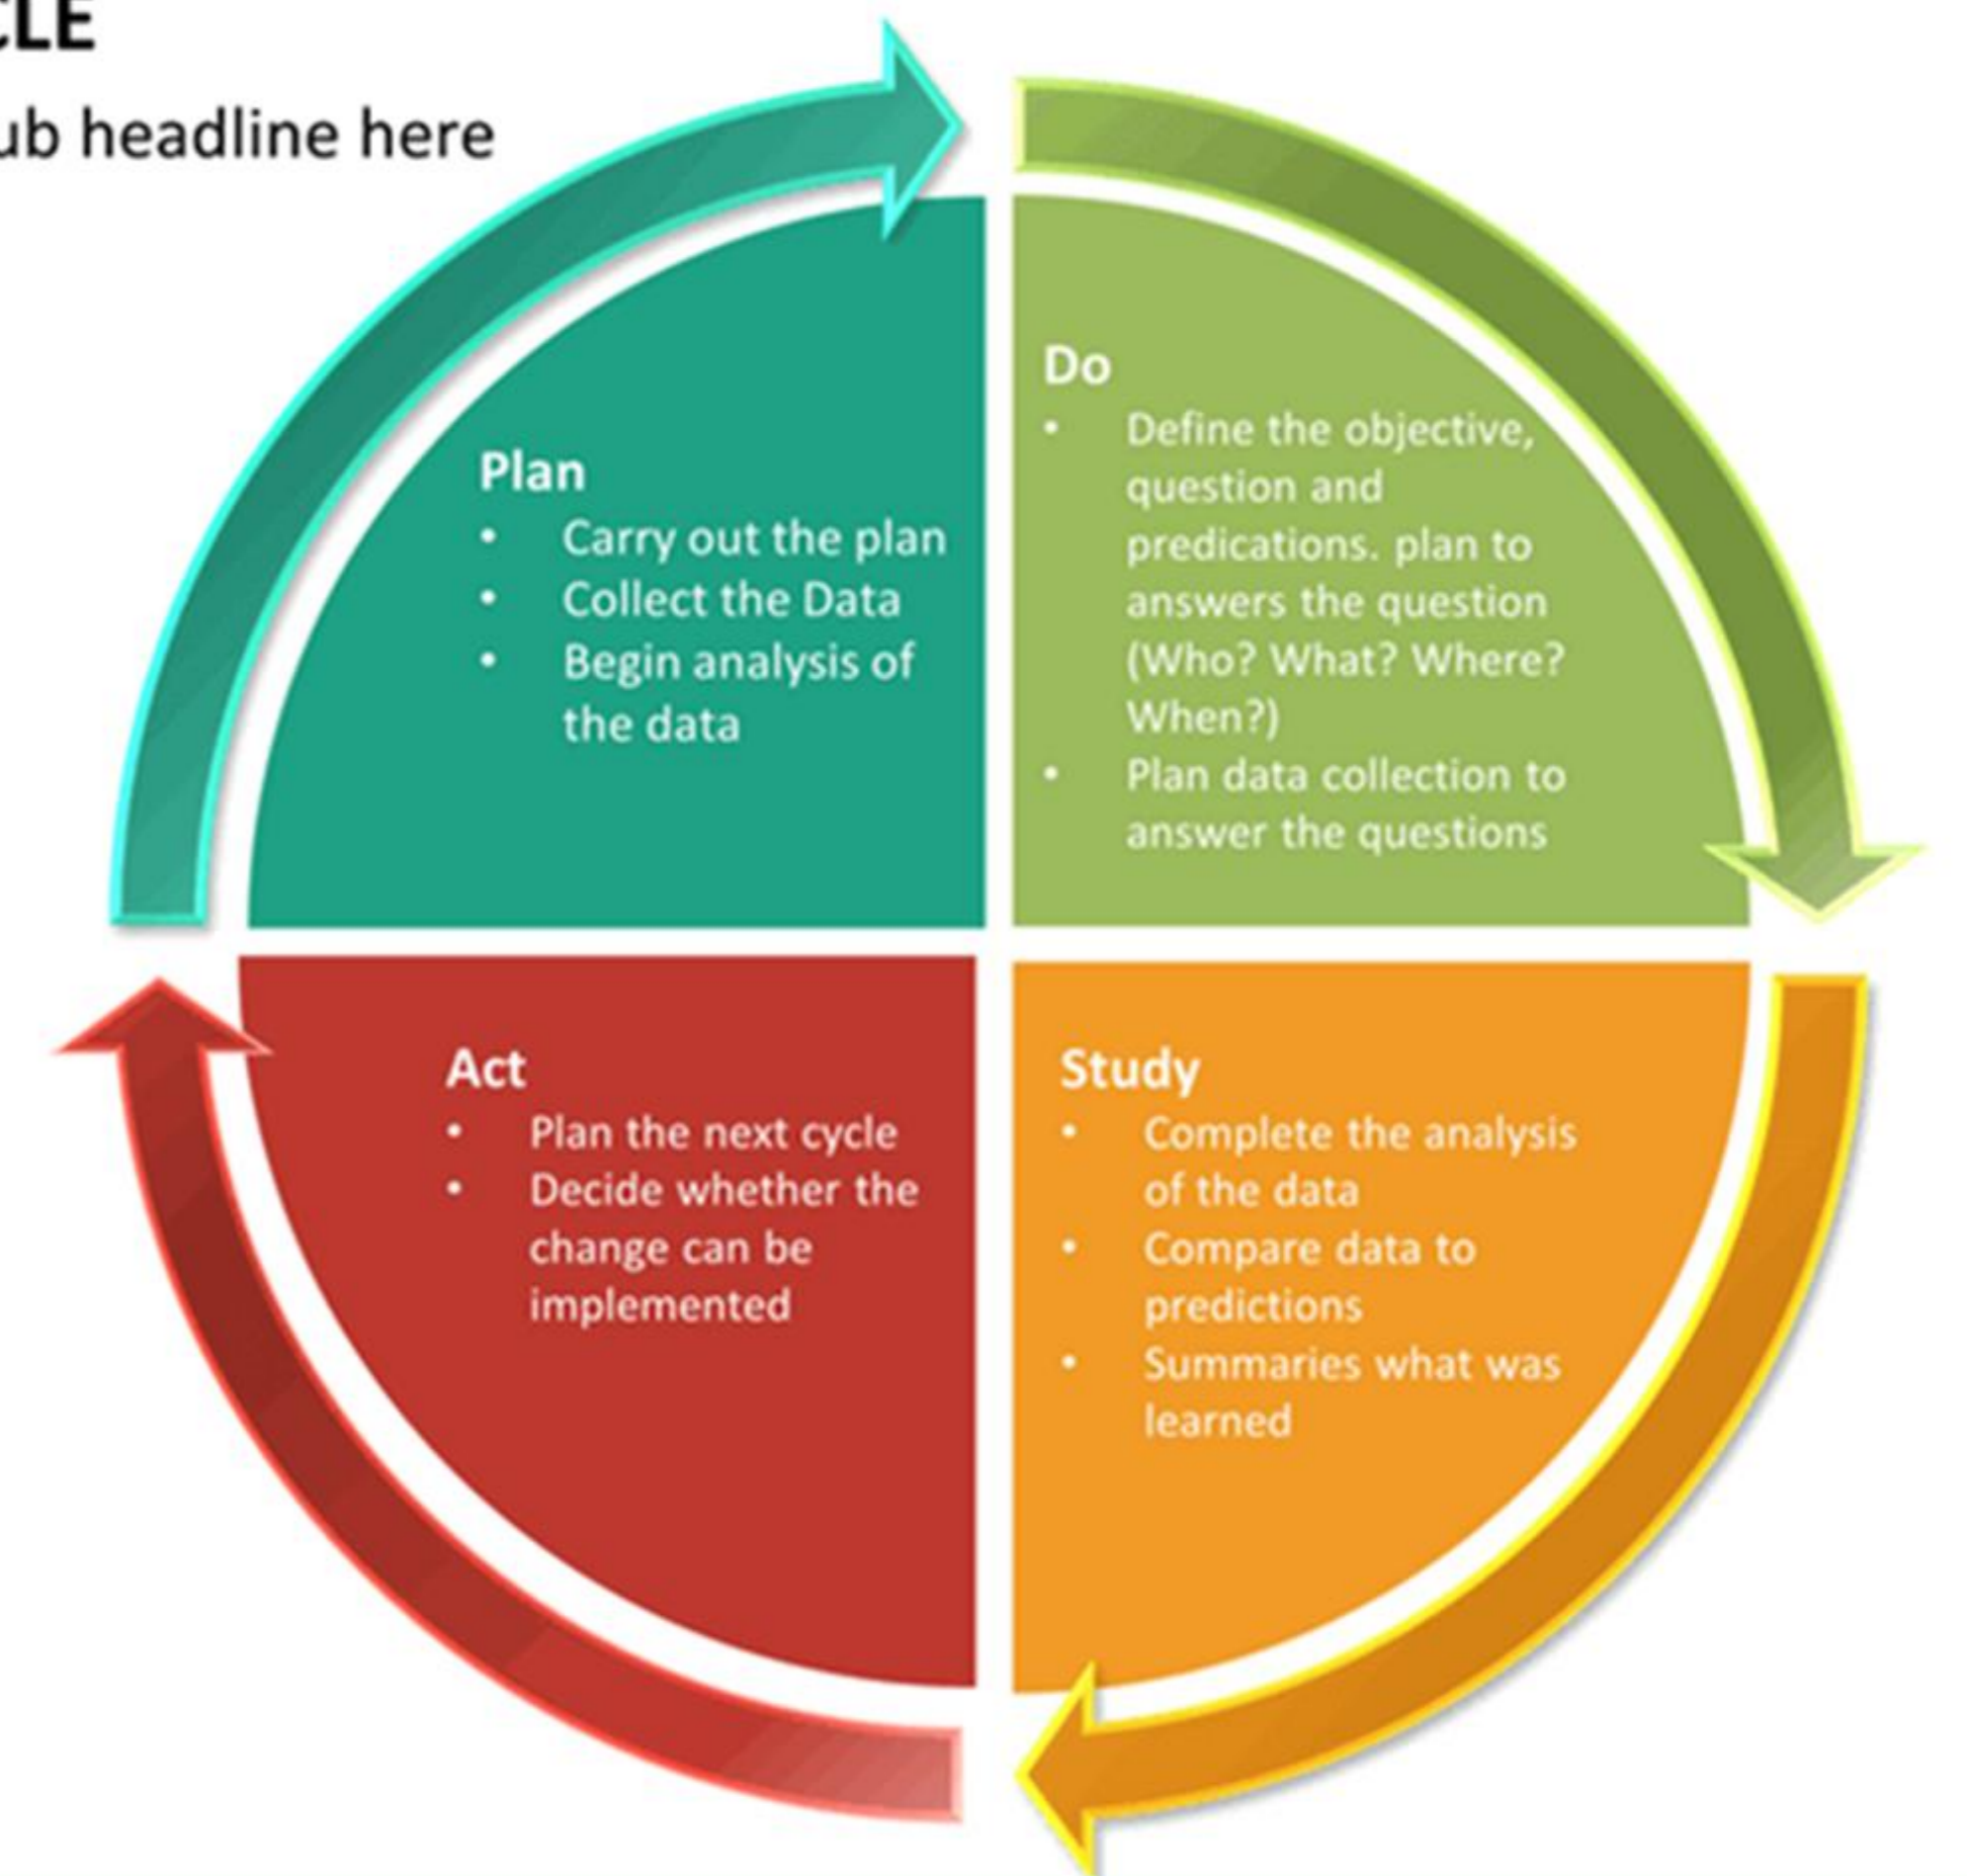 CLE
ub headline here
Plan
• Carry out the plan
• Collect the Data
• Begin analysis of
the data
Do
• Define the objective,
question and
predications. plan to
answers the question
(Who? What? Where?
When?)
• Plan data collection to
answer the questions
Act
• Plan the next cycle
• Decide whether the
change can be
implemented
Study
• Complete the analysis
of the data
• Compare data to
predictions
• Summaries what was
learned